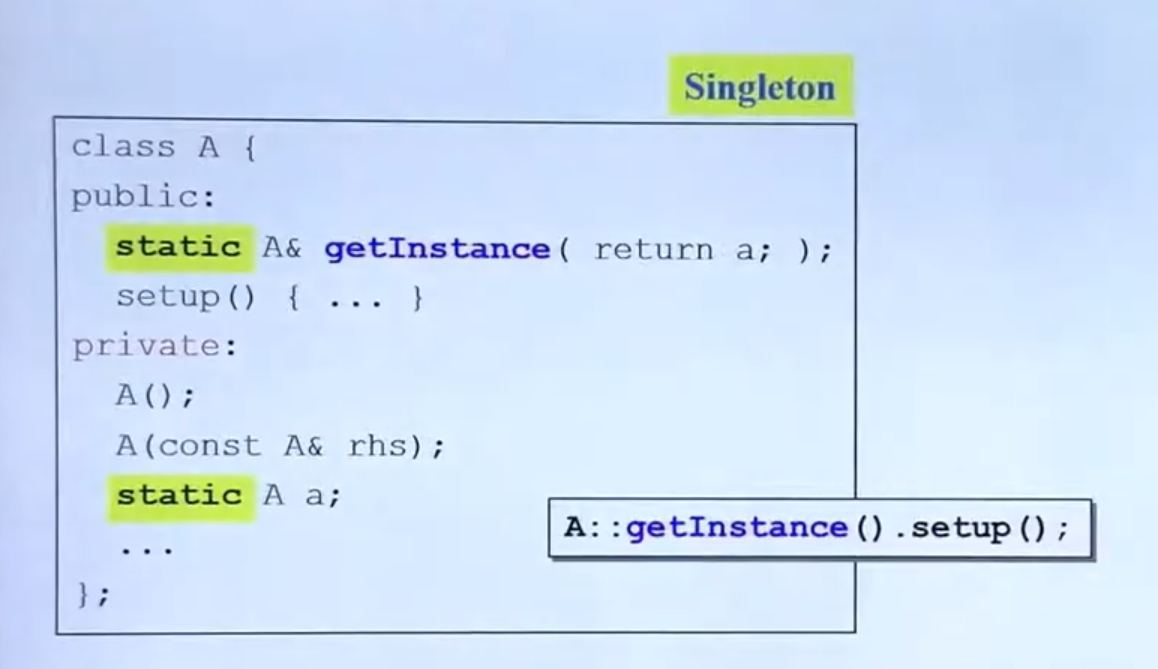 Singleton
class A {
public:
static A& getInstance( return a; );
setup() { ... }
private:
A();
A(const A& rhs);
static A a;
...
A::getInstance().setup();
};